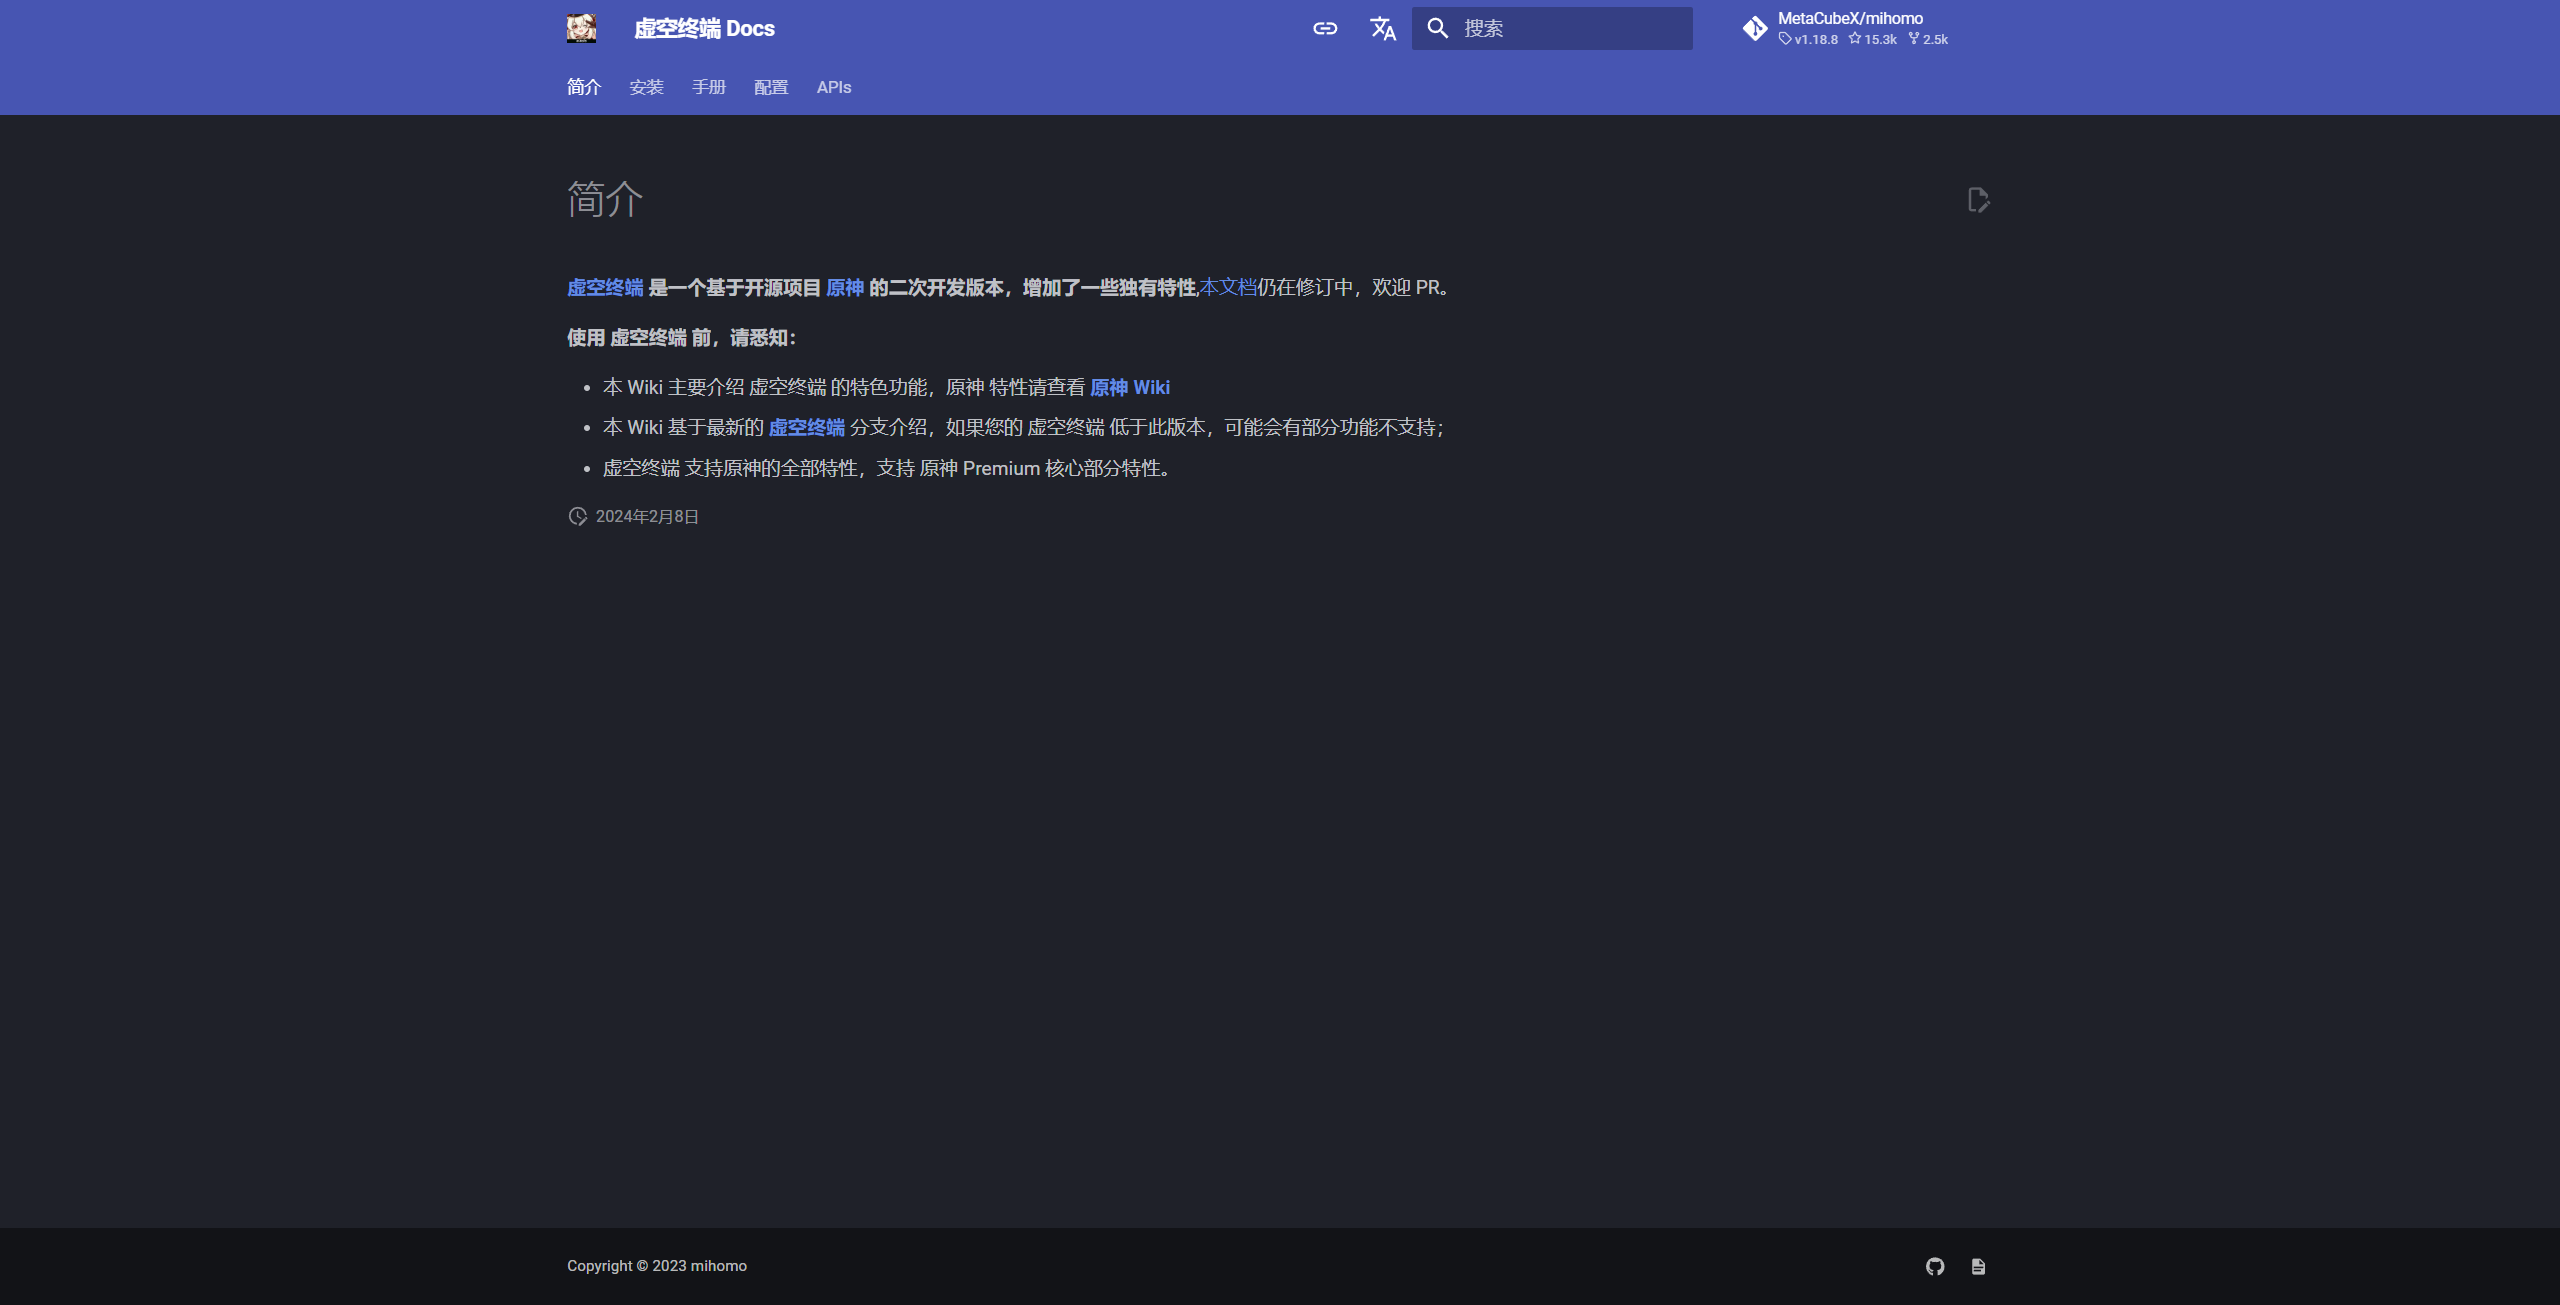 虚空终端 Docs
搜索
MetaCubeX/mihomo
v1.18.8 15.3k 2.5k
简介 安装 手册 配置 APIs
简介
虚空终端 是一个基于开源项目 原神 的二次开发版本，增加了一些独有特性,本文档仍在修订中，欢迎 PR。
使用 虚空终端 前，请悉知：
本 Wiki 主要介绍 虚空终端 的特色功能，原神 特性请查看 原神 Wiki
本 Wiki 基于最新的 虚空终端 分支介绍，如果您的 虚空终端 低于此版本，可能会有部分功能不支持；
虚空终端 支持原神的全部特性，支持 原神 Premium 核心部分特性。
2024年2月8日
Copyright © 2023 mihomo